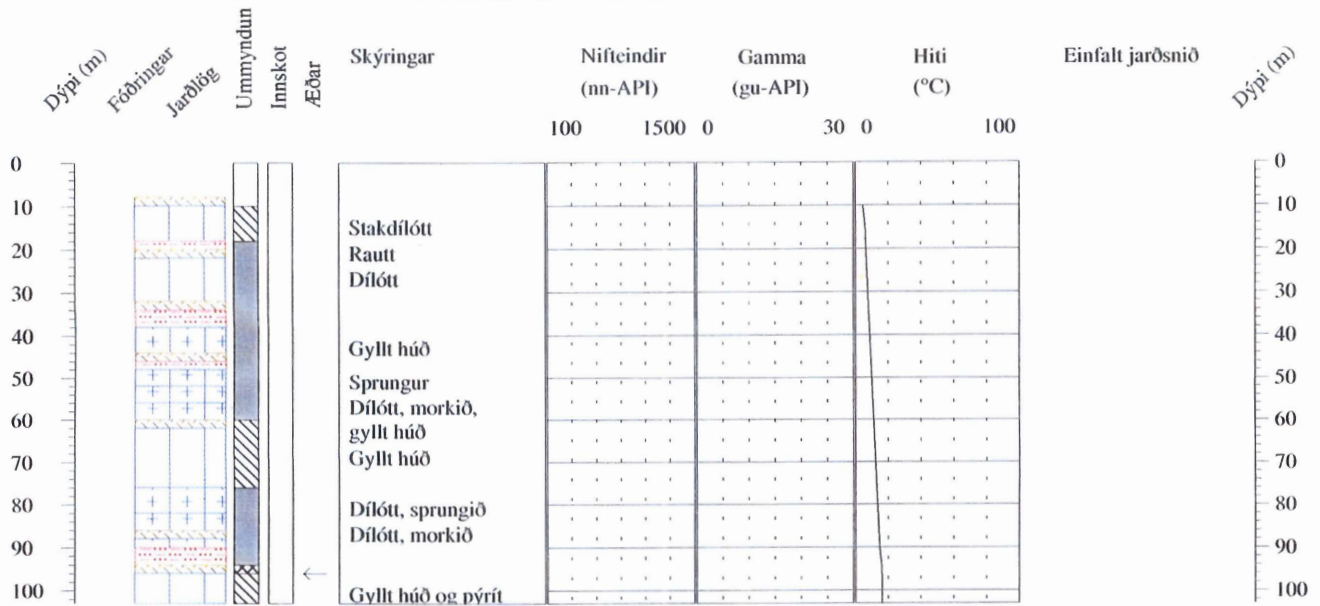 Dýpi (m)
Fóðringar
Jarðlög
Ummyndun
Innskot
Æðar
Skýringar
Nifteindir
(nn-API)
100 1500
Gamma
(gu-API)
0 30
Hiti
(°C)
0 100
Einfalt jarðsnið
Dýpi (m)
0
10
20
30
40
50
60
70
80
90
100
Stakdílótt
Rautt
Dílótt
Gyllt húð
Sprungur
Dílótt, morkið,
gyllt húð
Gyllt húð
Dílótt, sprungið
Dílótt, morkið
Gyllt húð og pýrít
0
10
20
30
40
50
60
70
80
90
100